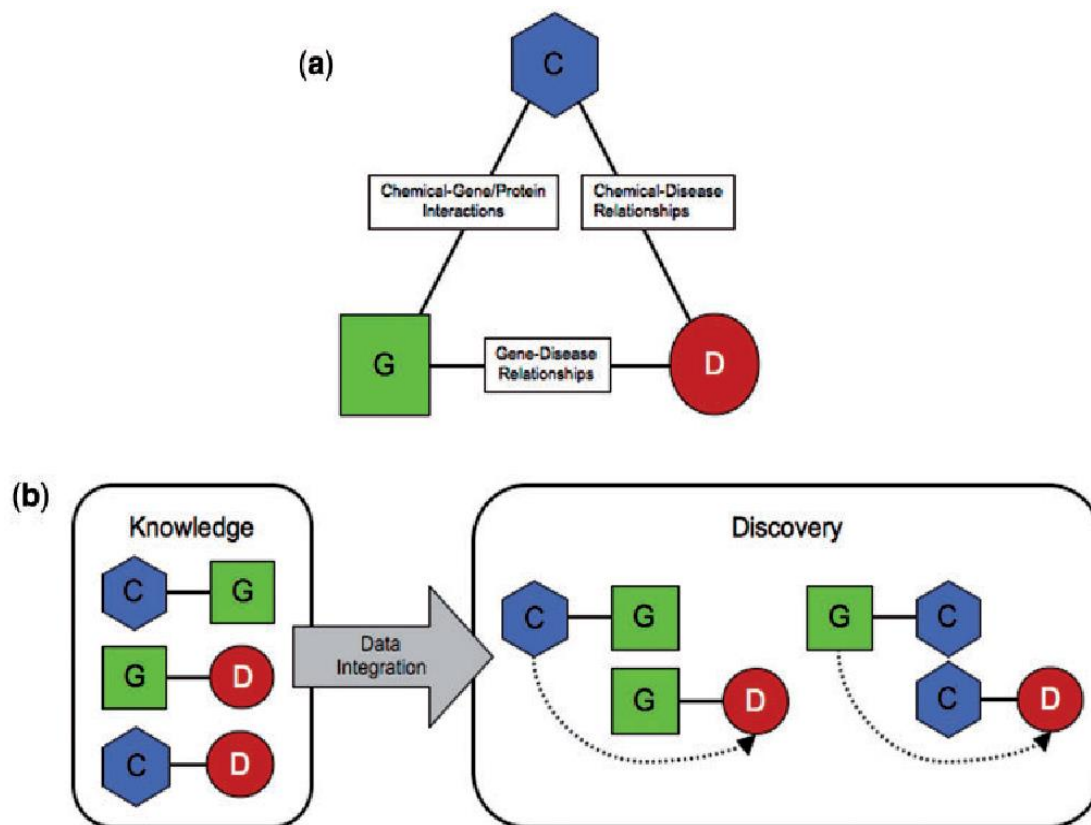 (a)
C
Chemical-Gene/Protein
Interactions
Chemical-Disease
Relationships
G
Gene-Disease
Relationships
D
(b)
Knowledge
C G
G D
C D
Data
Integration
Discovery
C G
G D
G C
C D